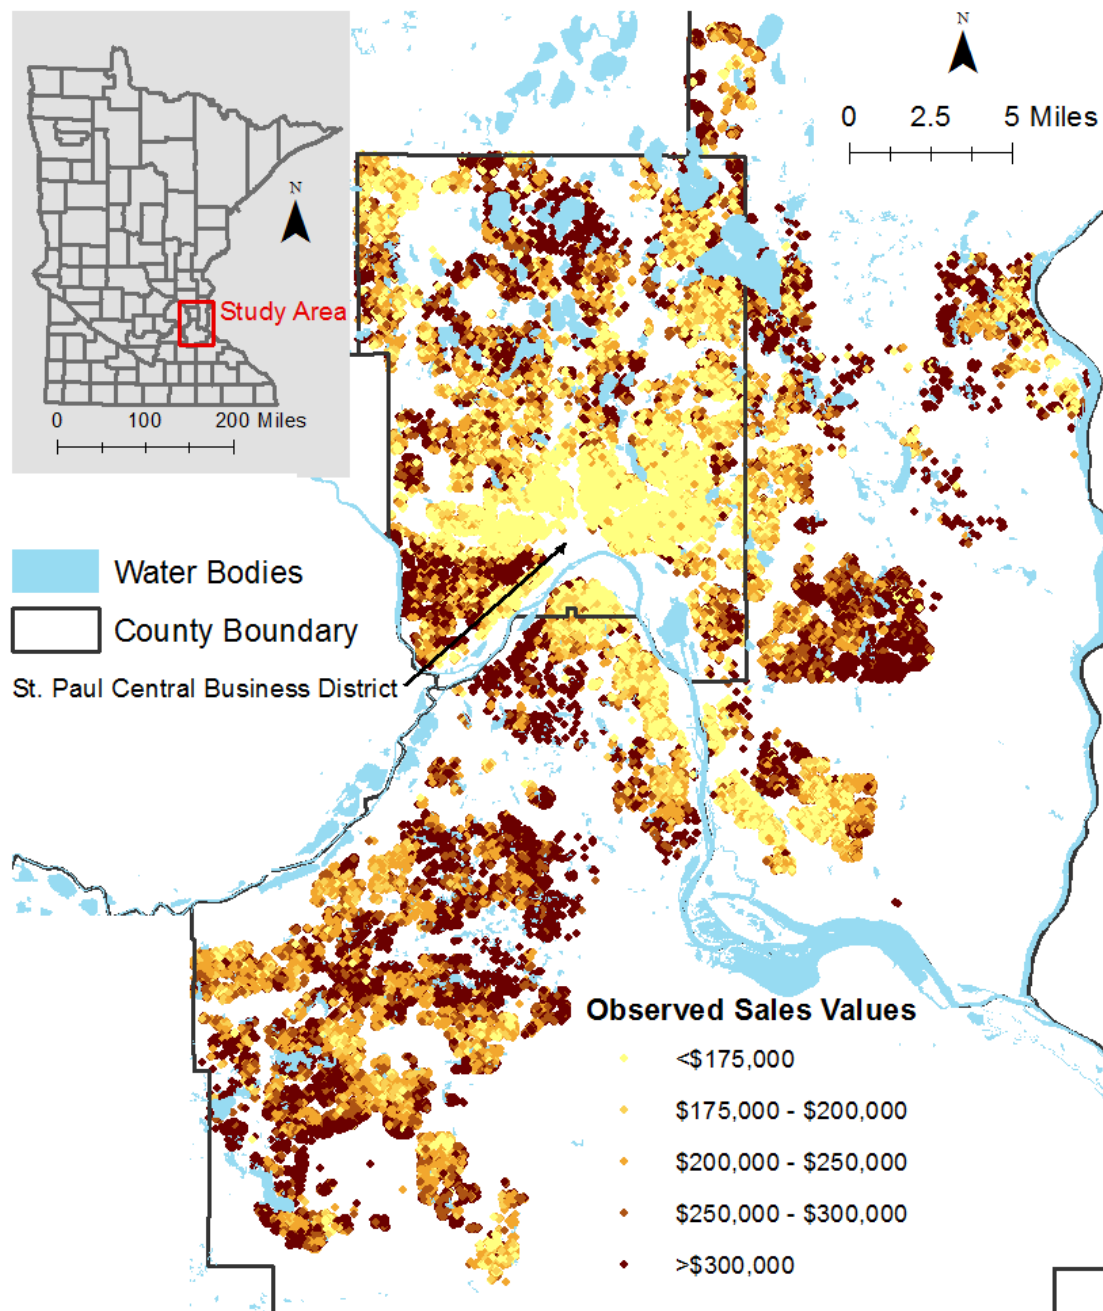 N
0 2.5 5 Miles
N
Study Area
0 100 200 Miles
Water Bodies
County Boundary
St. Paul Central Business District
Observed Sales Values
<$175,000
$175,000 - $200,000
$200,000 - $250,000
$250,000 - $300,000
>$300,000